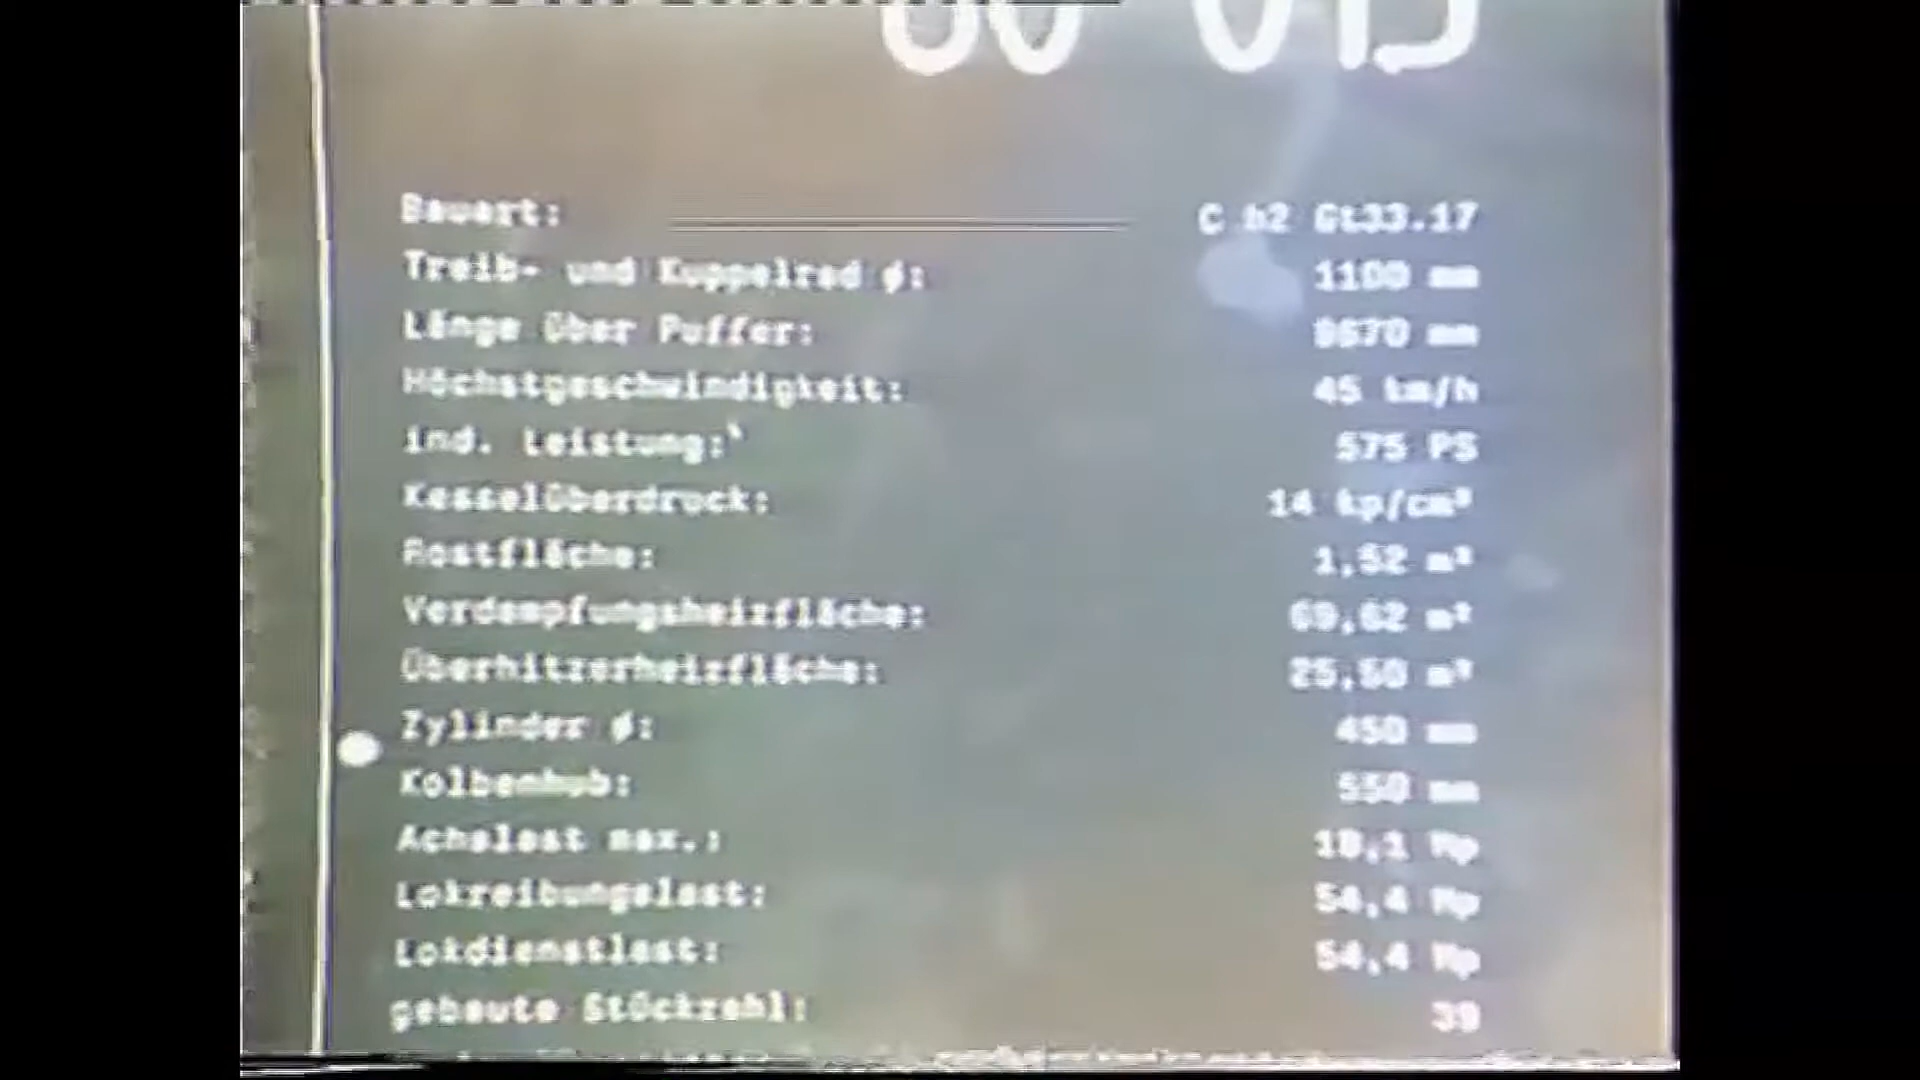 80 013
Bauart: C h2 Gt33.17
Treib- und Kuppelrad ø: 1100 mm
Länge über Puffer: 9670 mm
Höchstgeschwindigkeit: 45 km/h
ind. Leistung: 575 PS
Kesselüberdruck: 14 kp/cm²
Rostfläche: 1,52 m²
Verdampfungsheizfläche: 69,62 m²
Überhitzerheizfläche: 25,50 m²
Zylinder ø: 450 mm
Kolbenhub: 550 mm
Achslast max.: 18,1 Mp
Lokreibungslast: 54,4 Mp
Lokdienstlast: 54,4 Mp
gebaute Stückzahl: 39